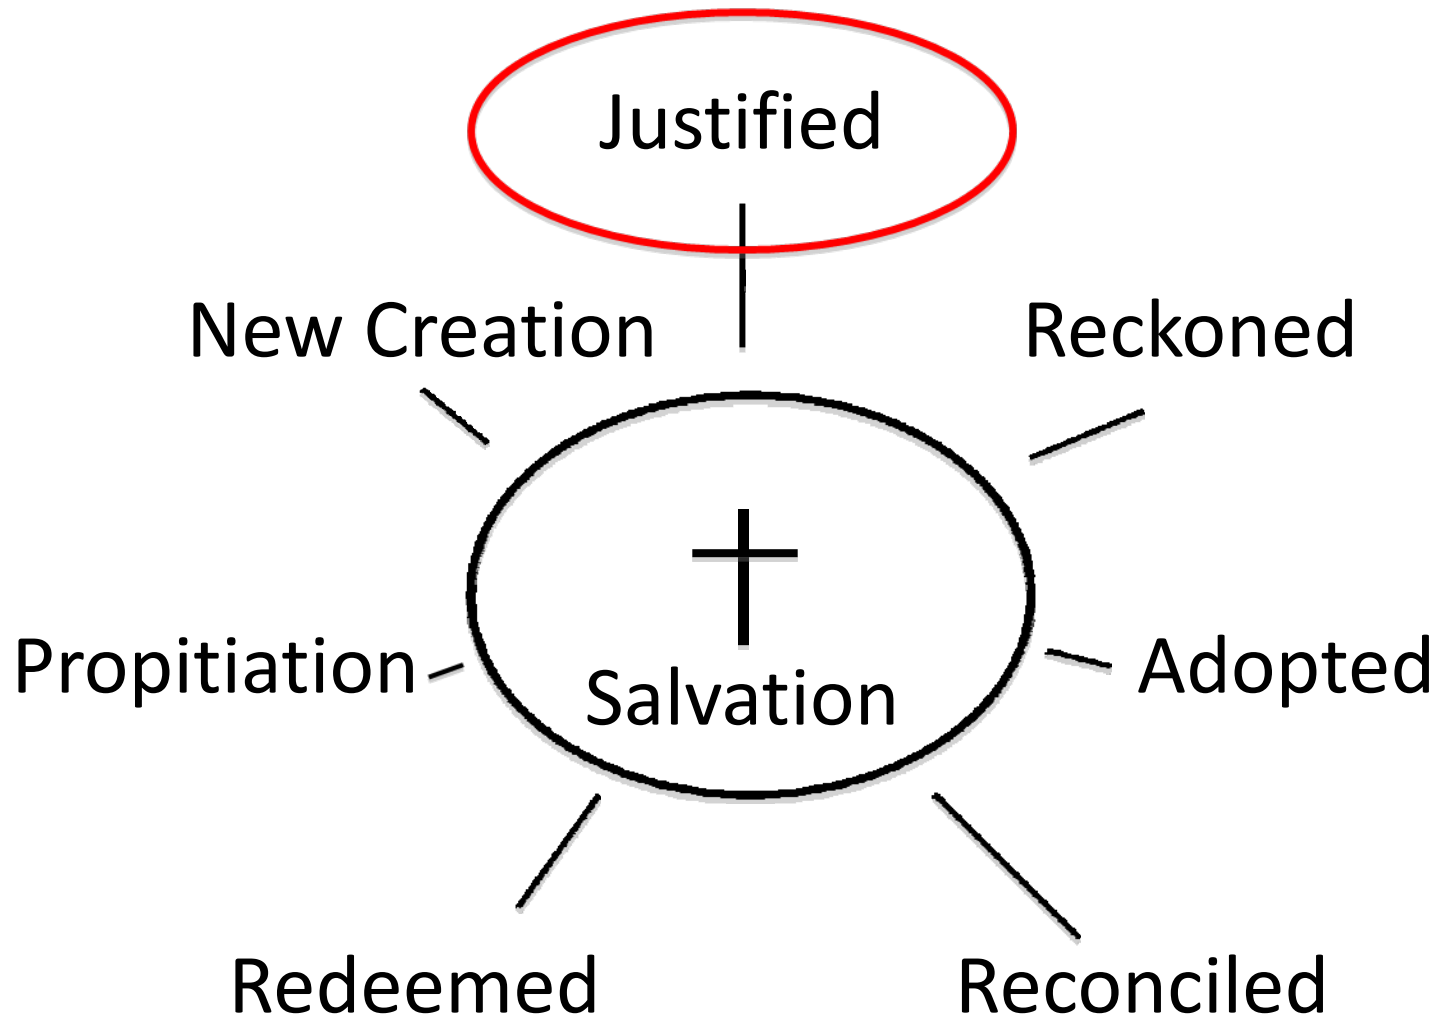 Justified
New Creation
Reckoned
Propitiation
Salvation
Adopted
Redeemed
Reconciled